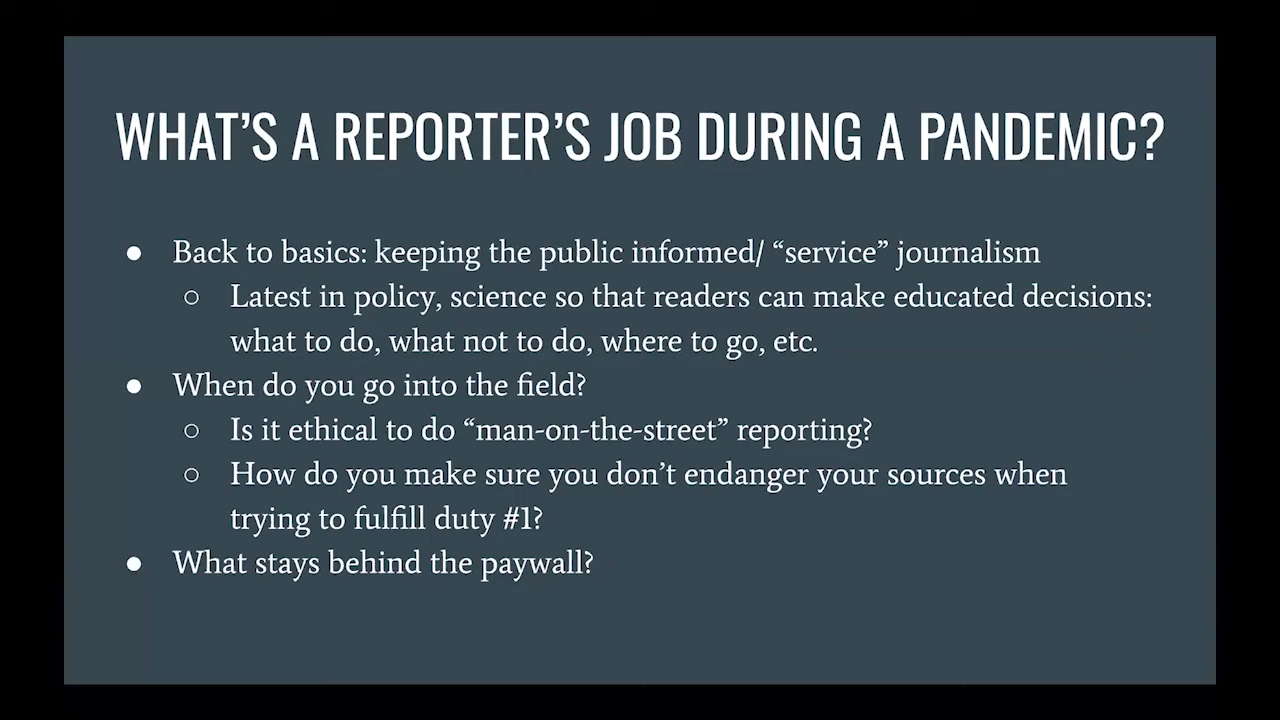 WHAT'S A REPORTER'S JOB DURING A PANDEMIC?
● Back to basics: keeping the public informed/ “service” journalism
○ Latest in policy, science so that readers can make educated decisions:
what to do, what not to do, where to go, etc.
● When do you go into the field?
○ Is it ethical to do “man-on-the-street” reporting?
○ How do you make sure you don’t endanger your sources when
trying to fulfill duty #1?
● What stays behind the paywall?